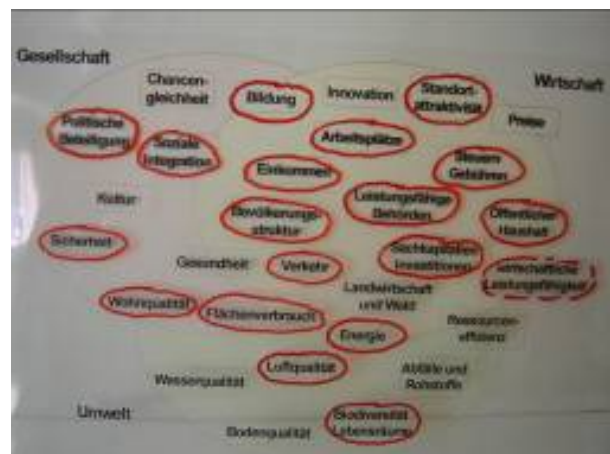 Gesellschaft
Chancen-
gleichheit
Bildung
Innovation
Standort-
attraktivität
Wirtschaft
Preise
Politische
Beteiligung
Soziale
Integration
Arbeitsplätze
Einkommen
Steuern
Gebühren
Kultur
Leistungsfähige
Behörden
Bevölkerungs-
struktur
Öffentlicher
Haushalt
Sicherheit
Gesundheit
Verkehr
Sachkapitalien
Investitionen
Wirtschaftliche
Leistungsfähigkeit
Landwirtschaft
und Wald
Wohnqualität
Flächenverbrauch
Energie
Ressourcen-
effizienz
Luftqualität
Wasserqualität
Abfälle und
Rohstoffe
Umwelt
Biodiversität
Lebensräume
Bodenqualität